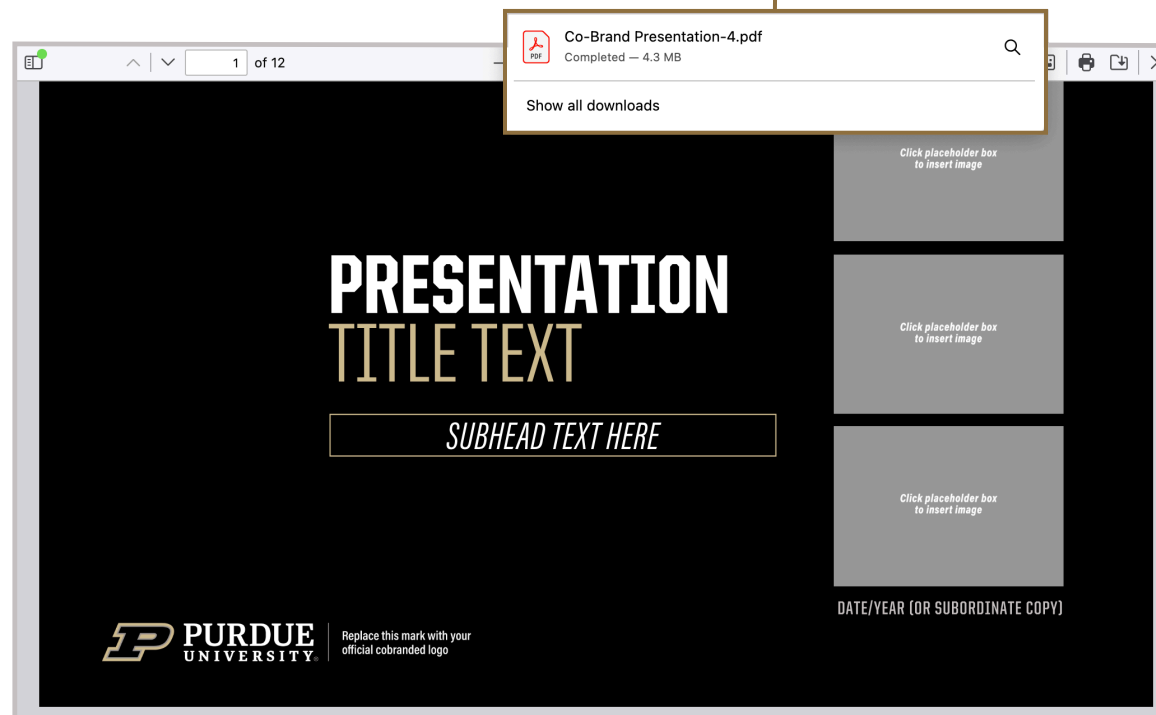 Co-Brand Presentation-4.pdf
PDF
Completed — 4.3 MB
Show all downloads
1 of 12
Click placeholder box
to insert image
PRESENTATION
TITLE TEXT
SUBHEAD TEXT HERE
Click placeholder box
to insert image
Click placeholder box
to insert image
DATE/YEAR (OR SUBORDINATE COPY)
P PURDUE
UNIVERSITY®
Replace this mark with your
official cobranded logo